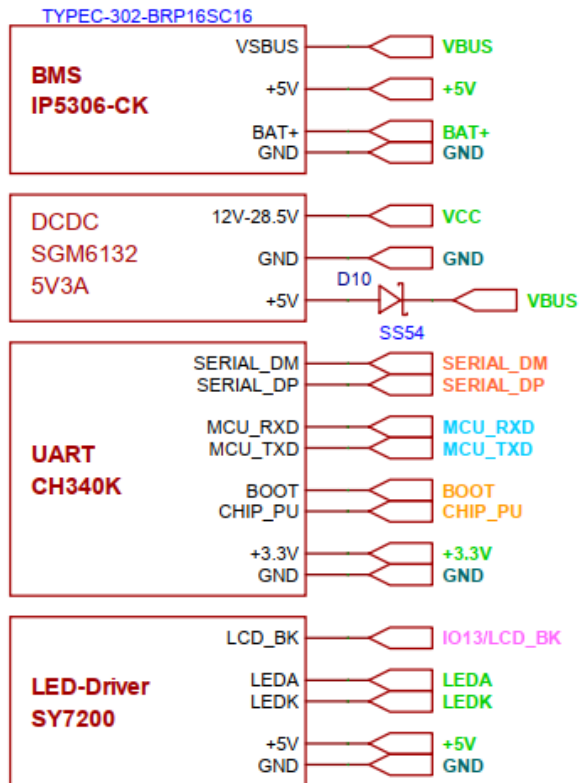 TYPEC-302-BRP16SC16
BMS
IP5306-CK
VSBUS VBUS
+5V +5V
BAT+ BAT+
GND GND
DCDC
SGM6132
5V3A
12V-28.5V VCC
GND GND
+5V D10 SS54 VBUS
UART
CH340K
SERIAL_DM SERIAL_DM
SERIAL_DP SERIAL_DP
MCU_RXD MCU_RXD
MCU_TXD MCU_TXD
BOOT BOOT
CHIP_PU CHIP_PU
+3.3V +3.3V
GND GND
LED-Driver
SY7200
LCD_BK IO13/LCD_BK
LEDA LEDA
LEDK LEDK
+5V +5V
GND GND